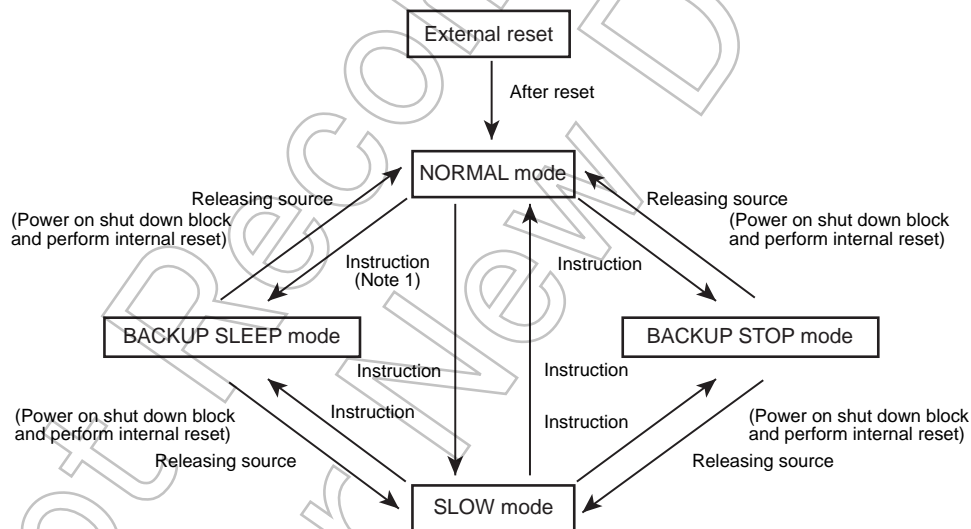 External reset
After reset
NORMAL mode
Releasing source
(Power on shut down block
and perform internal reset)
Instruction
(Note 1)
Releasing source
(Power on shut down block
and perform internal reset)
Instruction
BACKUP SLEEP mode
BACKUP STOP mode
Instruction
Instruction
Instruction
Instruction
(Power on shut down block
and perform internal reset)
Releasing source
(Power on shut down block
and perform internal reset)
Releasing source
SLOW mode
ot Recom
r New D